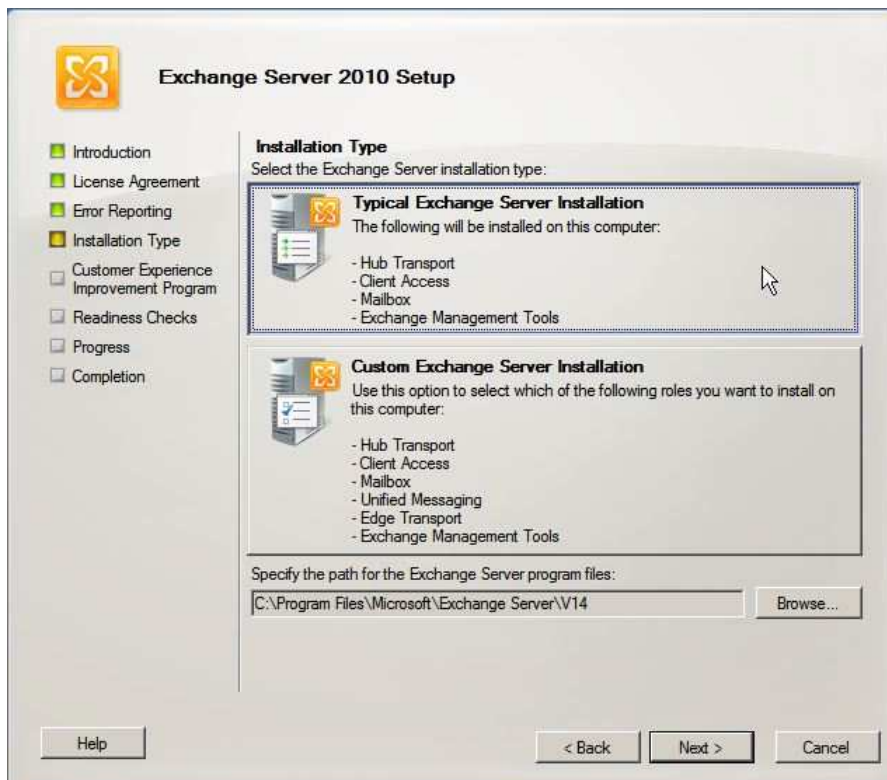 Exchange Server 2010 Setup
Introduction
License Agreement
Error Reporting
Installation Type
Customer Experience
Improvement Program
Readiness Checks
Progress
Completion
Installation Type
Select the Exchange Server installation type:
Typical Exchange Server Installation
The following will be installed on this computer:
- Hub Transport
- Client Access
- Mailbox
- Exchange Management Tools
Custom Exchange Server Installation
Use this option to select which of the following roles you want to install on
this computer:
- Hub Transport
- Client Access
- Mailbox
- Unified Messaging
- Edge Transport
- Exchange Management Tools
Specify the path for the Exchange Server program files:
C:\Program Files\Microsoft\Exchange Server\V14
Browse...
Help
< Back
Next >
Cancel